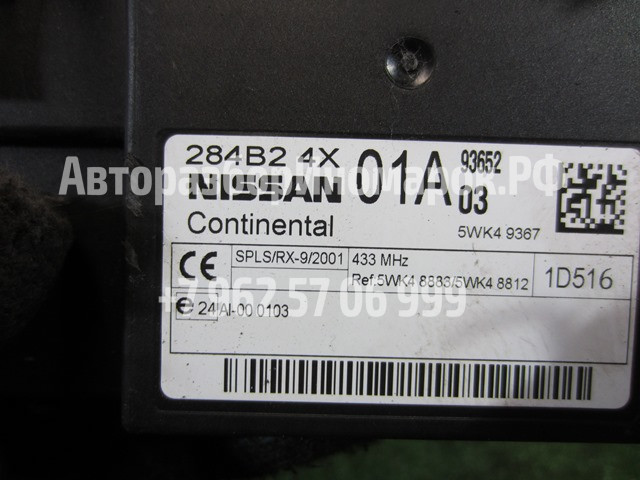 284B2 4X 01A 93652
03
NISSAN
Continental
5WK4 9367
CE SPLS/RX-9/2001 433 MHz
Ref.5WK4 8883/5WK4 8812
1D516
e 24 AI-00 0103
Авторазбор Иномарок.РФ
+7 962 57 06 999